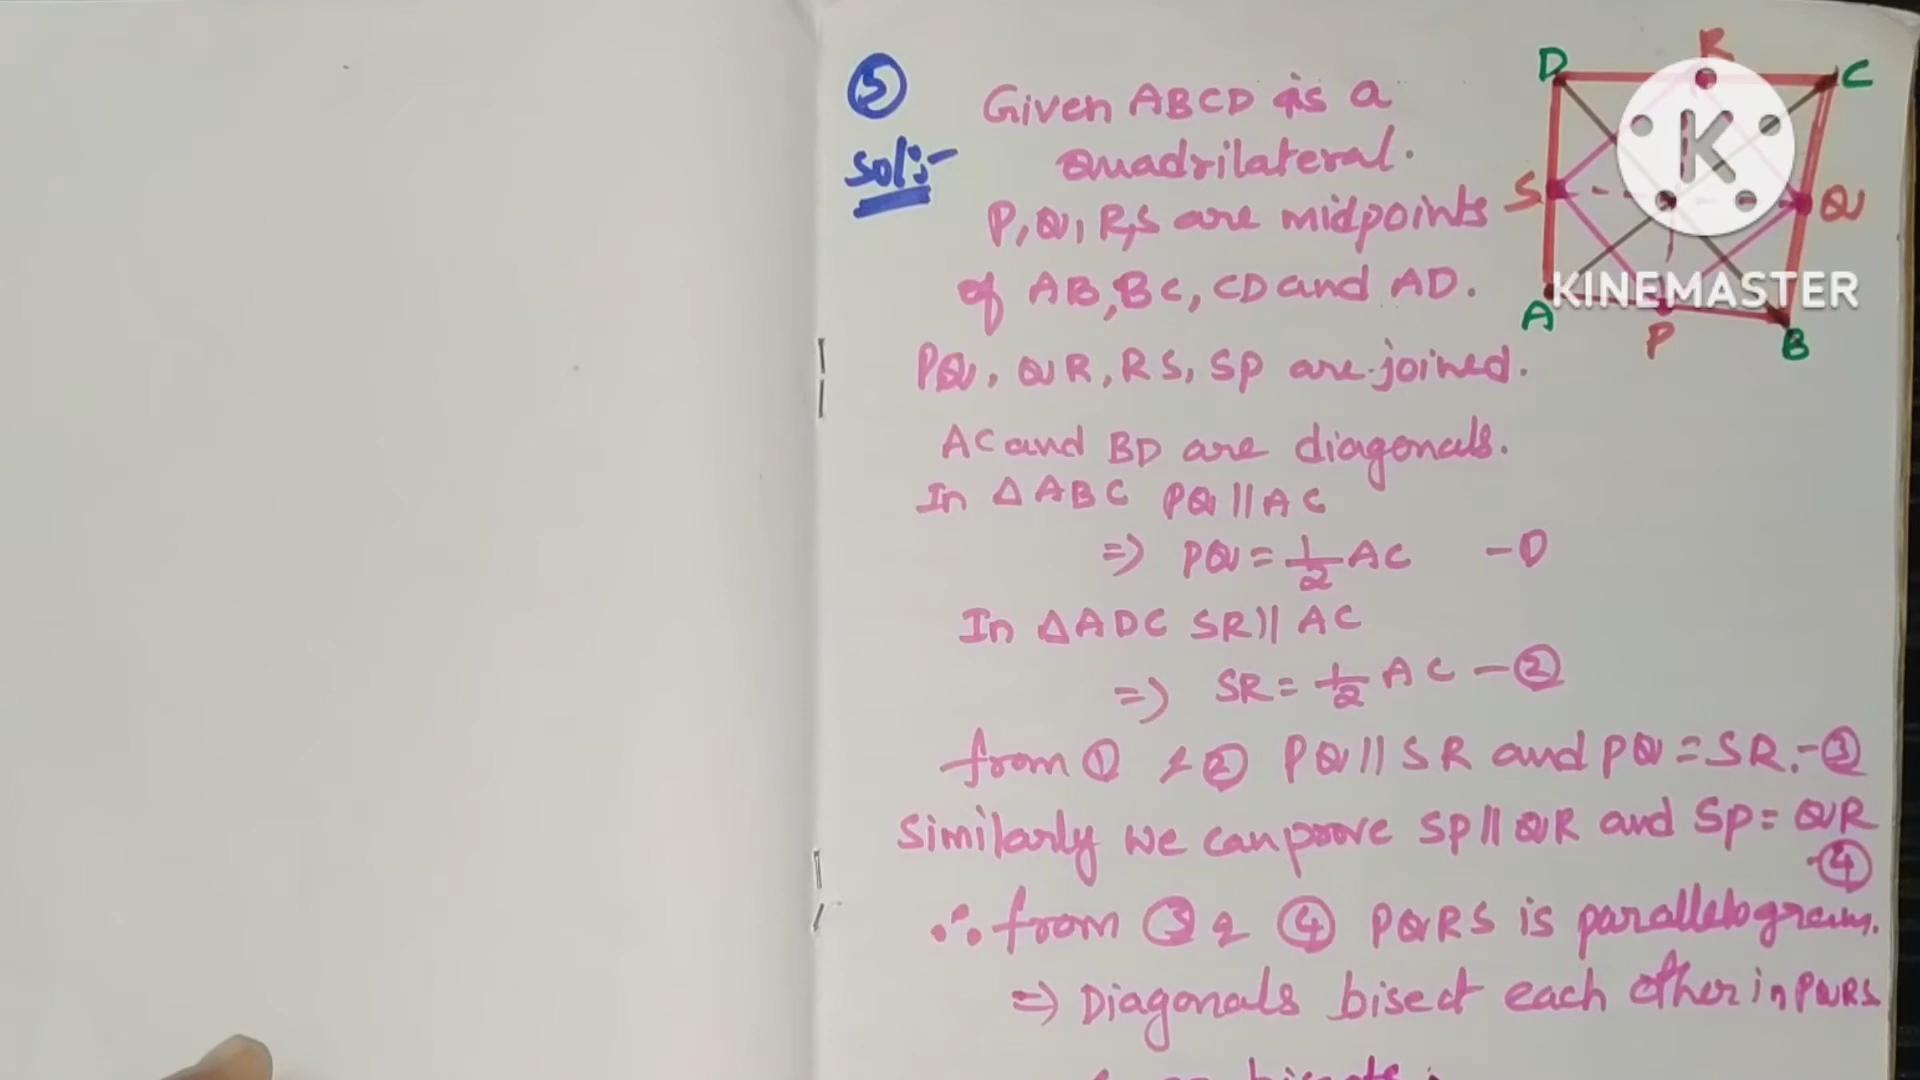 5
Sol:-
Given ABCD is a
quadrilateral.
P, Q, R, S are midpoints
of AB, BC, CD and AD.
PQ, QR, RS, SP are joined.
AC and BD are diagonals.
In △ABC PQ || AC
=> PQ = 1/2 AC - ①
In △ADC SR || AC
=> SR = 1/2 AC - ②
from ① & ② PQ || SR and PQ = SR. - ③
Similarly we can prove SP || QR and SP = QR
- ④
∴ from ③ & ④ PQRS is parallelogram.
=> Diagonals bisect each other in PQRS
bisects
D
R
C
S
Q
A
P
B
K
KINEMASTER